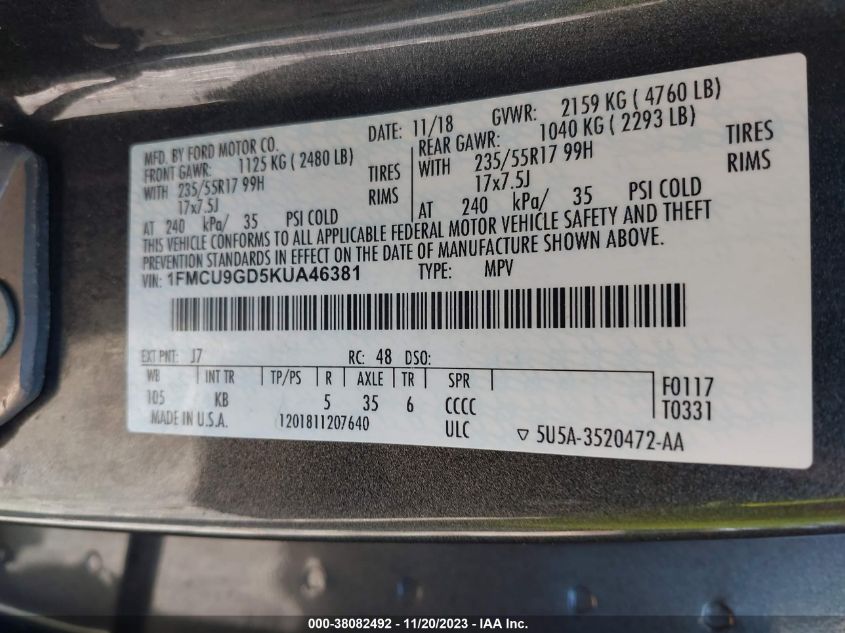 MFD. BY FORD MOTOR CO.
DATE: 11/18 GVWR: 2159 KG ( 4760 LB)
FRONT GAWR: 1125 KG ( 2480 LB)
WITH 235/55R17 99H TIRES
17x7.5J RIMS
AT 240 kPa/ 35 PSI COLD
REAR GAWR: 1040 KG ( 2293 LB)
WITH 235/55R17 99H TIRES
17x7.5J RIMS
AT 240 kPa/ 35 PSI COLD
THIS VEHICLE CONFORMS TO ALL APPLICABLE FEDERAL MOTOR VEHICLE SAFETY AND THEFT
PREVENTION STANDARDS IN EFFECT ON THE DATE OF MANUFACTURE SHOWN ABOVE.
VIN: 1FMCU9GD5KUA46381 TYPE: MPV
EXT PNT: J7 RC: 48 DSO:
WB INT TR TP/PS R AXLE TR SPR F0117
105 KB 5 35 6 CCCC T0331
MADE IN U.S.A. 1201811207640 ULC ▽ 5U5A-3520472-AA
000-38082492 - 11/20/2023 - IAA Inc.